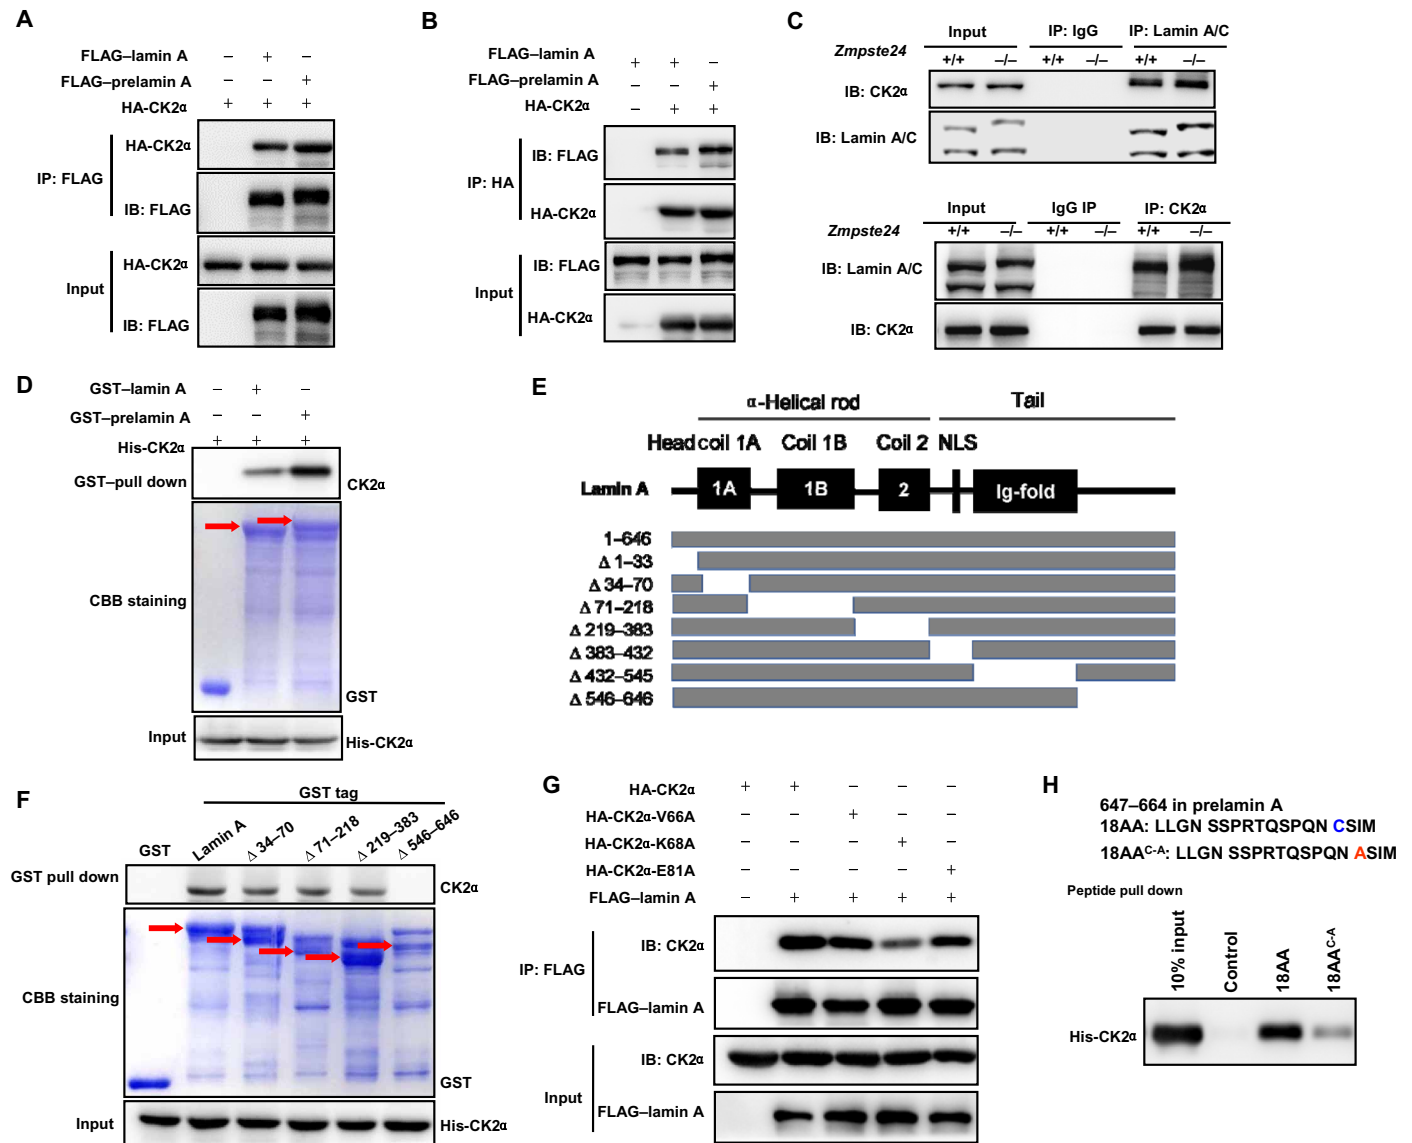 A
FLAG–lamin A – + –
FLAG–prelamin A – – +
HA-CK2α + + +
IP: FLAG
HA-CK2α
IB: FLAG
Input
HA-CK2α
IB: FLAG
B
FLAG–lamin A + + –
FLAG–prelamin A – – +
HA-CK2α – + +
IP: HA
IB: FLAG
HA-CK2α
Input
IB: FLAG
HA-CK2α
C
Input IP: IgG IP: Lamin A/C
Zmpste24 +/+ –/– +/+ –/– +/+ –/–
IB: CK2α
IB: Lamin A/C
Input IgG IP IP: CK2α
Zmpste24 +/+ –/– +/+ –/– +/+ –/–
IB: Lamin A/C
IB: CK2α
D
GST–lamin A – + –
GST–prelamin A – – +
His-CK2α + + +
GST–pull down CK2α
CBB staining
GST
Input His-CK2α
E
α-Helical rod Tail
Head coil 1A Coil 1B Coil 2 NLS
Lamin A 1A 1B 2 Ig-fold
1–646
Δ 1–33
Δ 34–70
Δ 71–218
Δ 219–383
Δ 383–432
Δ 432–545
Δ 546–646
F
GST tag
GST Lamin A Δ 34–70 Δ 71–218 Δ 219–383 Δ 546–646
GST pull down CK2α
CBB staining
GST
Input His-CK2α
G
HA-CK2α + + – – –
HA-CK2α-V66A – – + – –
HA-CK2α-K68A – – – + –
HA-CK2α-E81A – – – – +
FLAG–lamin A – + + + +
IP: FLAG
IB: CK2α
FLAG–lamin A
Input
IB: CK2α
FLAG–lamin A
H
647–664 in prelamin A
18AA: LLGN SSPRTQSPQN CSIM
18AAC-A: LLGN SSPRTQSPQN ASIM
Peptide pull down
10% input Control 18AA 18AAC-A
His-CK2α